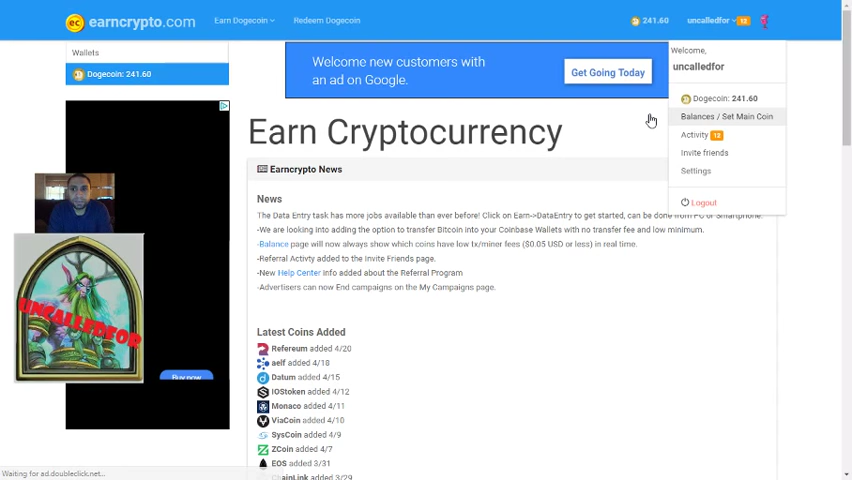 earncrypto.com
Earn Dogecoin
Redeem Dogecoin
241.60
uncalledfor
12
Wallets
Dogecoin: 241.60
Welcome new customers with
an ad on Google.
Get Going Today
Welcome,
uncalledfor
Dogecoin: 241.60
Balances / Set Main Coin
Activity 12
Invite friends
Settings
Logout
Earn Cryptocurrency
Earncrypto News
News
The Data Entry task has more jobs available than ever before! Click on Earn->DataEntry to get started, can be done from PC or Smartphone.
-We are looking into adding the option to transfer Bitcoin into your Coinbase Wallets with no transfer fee and low minimum.
-Balance page will now always show which coins have low tx/miner fees ($0.05 USD or less) in real time.
-Referral Activity added to the Invite Friends page.
-New Help Center info added about the Referral Program
-Advertisers can now End campaigns on the My Campaigns page.
Latest Coins Added
Refereum added 4/20
aelf added 4/18
Datum added 4/15
IOStoken added 4/12
Monaco added 4/11
ViaCoin added 4/10
SysCoin added 4/9
ZCoin added 4/7
EOS added 3/31
ChainLink added 3/29
UNCALLEDFOR
Buy now
Waiting for ad.doubleclick.net...